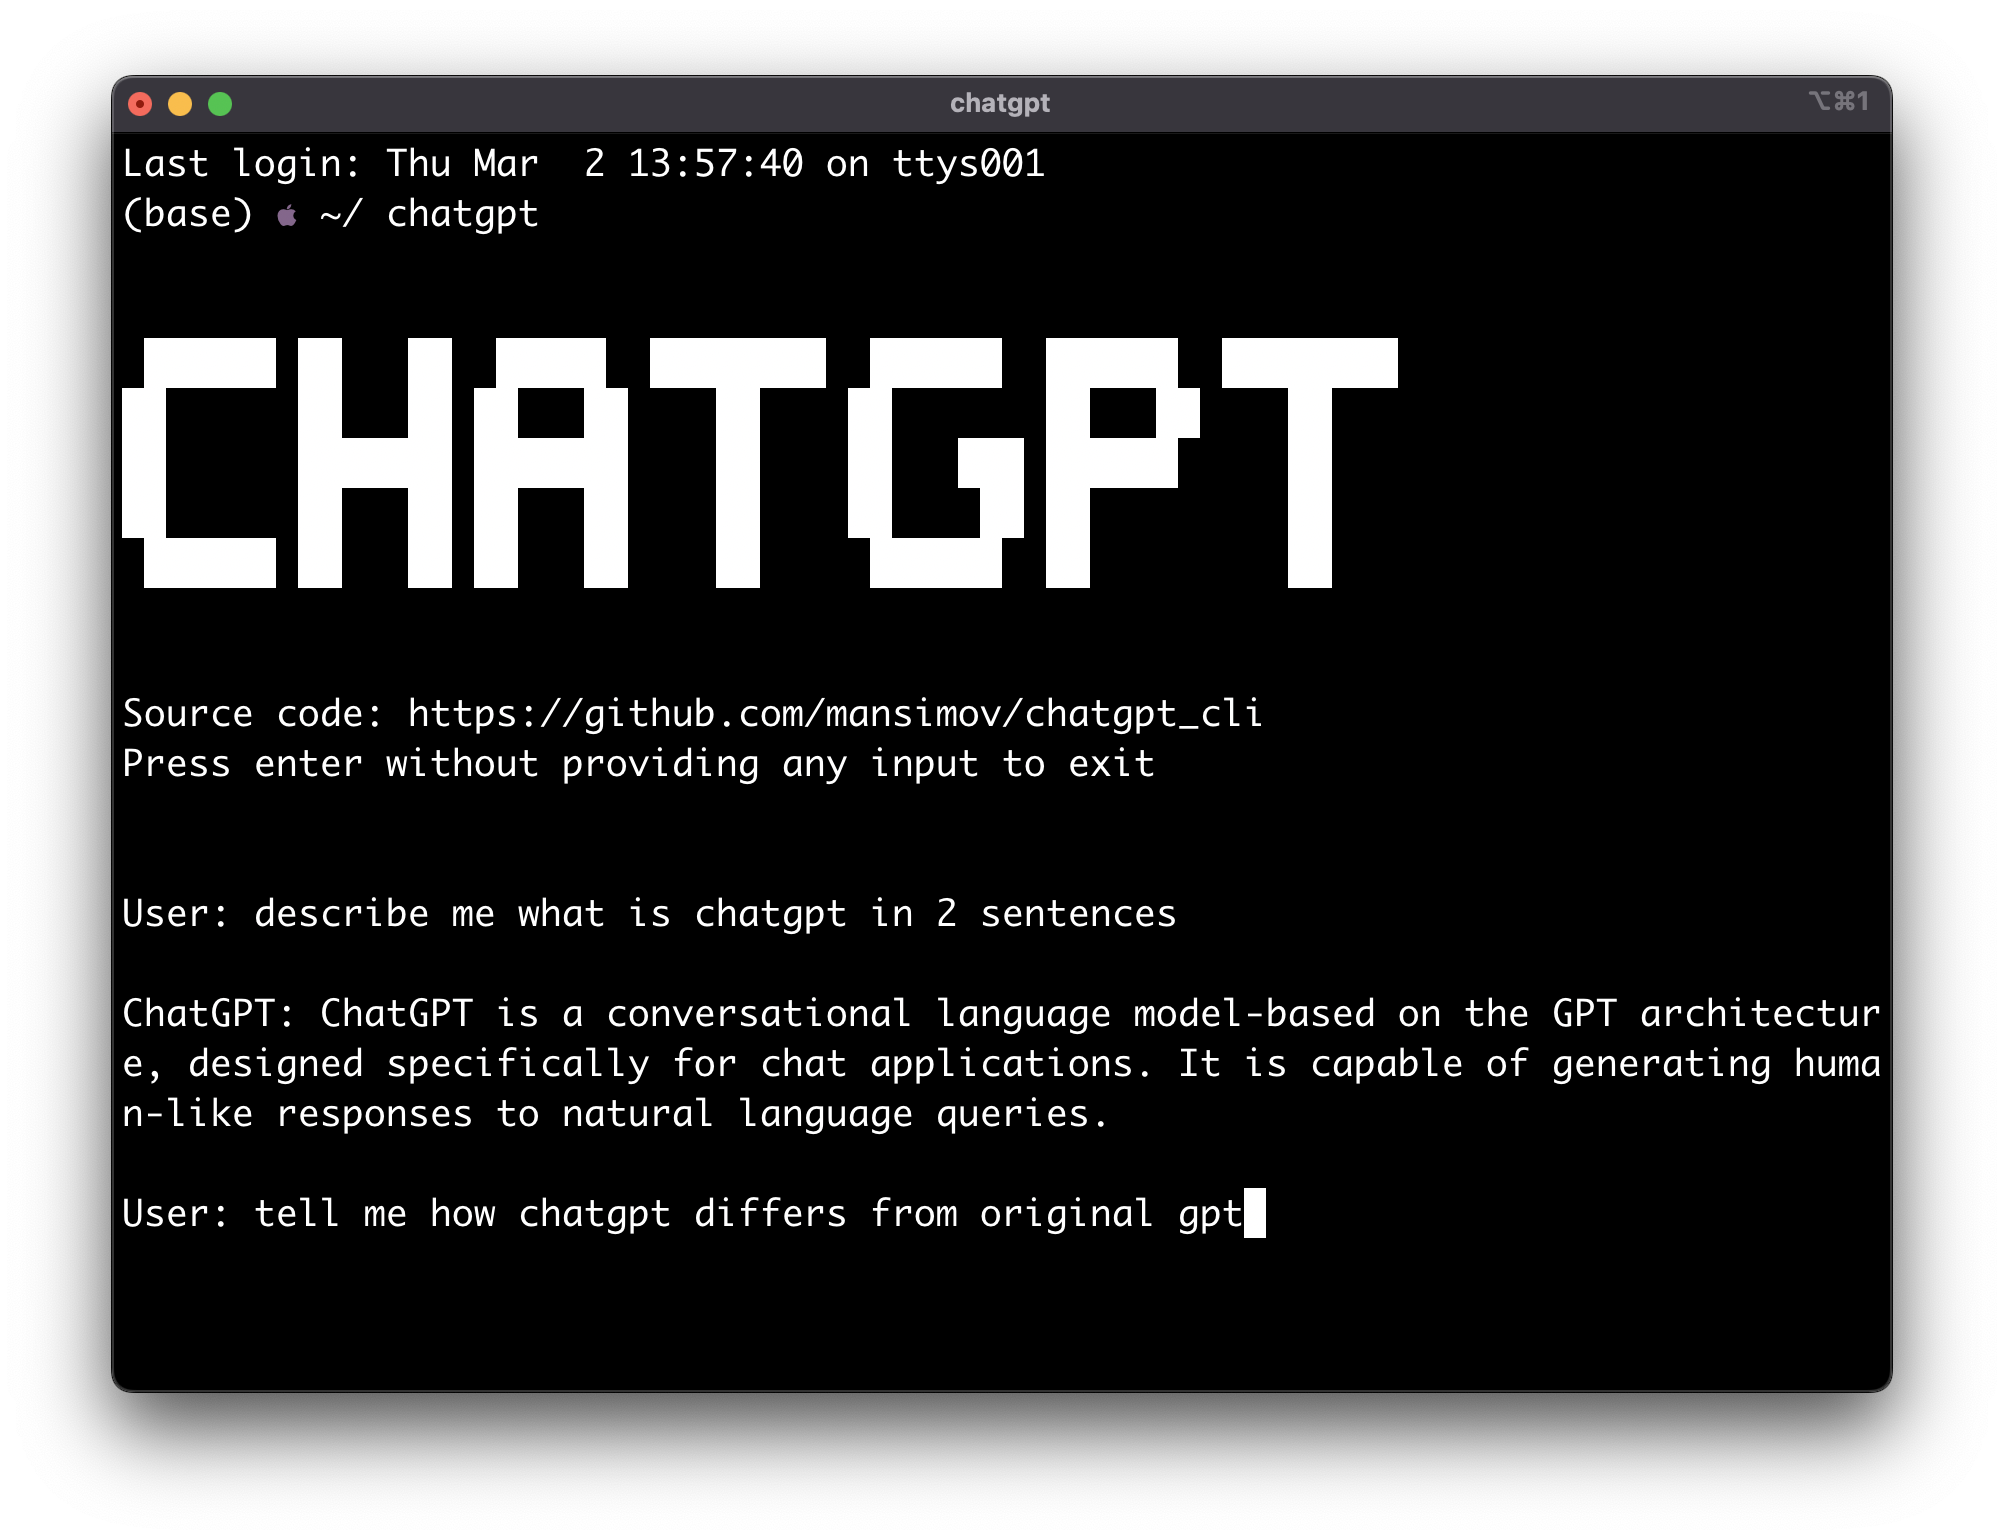 chatgpt ⌥⌘1
Last login: Thu Mar  2 13:57:40 on ttys001
(base)  ~/ chatgpt
CHATGPT
Source code: https://github.com/mansimov/chatgpt_cli
Press enter without providing any input to exit
User: describe me what is chatgpt in 2 sentences
ChatGPT: ChatGPT is a conversational language model-based on the GPT architectur
e, designed specifically for chat applications. It is capable of generating huma
n-like responses to natural language queries.
User: tell me how chatgpt differs from original gpt